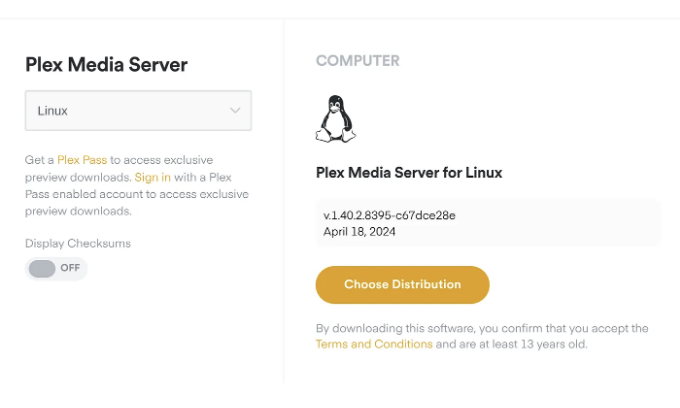 Plex Media Server
Linux
Get a Plex Pass to access exclusive
preview downloads. Sign in with a Plex
Pass enabled account to access exclusive
preview downloads.
Display Checksums
OFF
COMPUTER
Plex Media Server for Linux
v.1.40.2.8395-c67dce28e
April 18, 2024
Choose Distribution
By downloading this software, you confirm that you accept the
Terms and Conditions and are at least 13 years old.